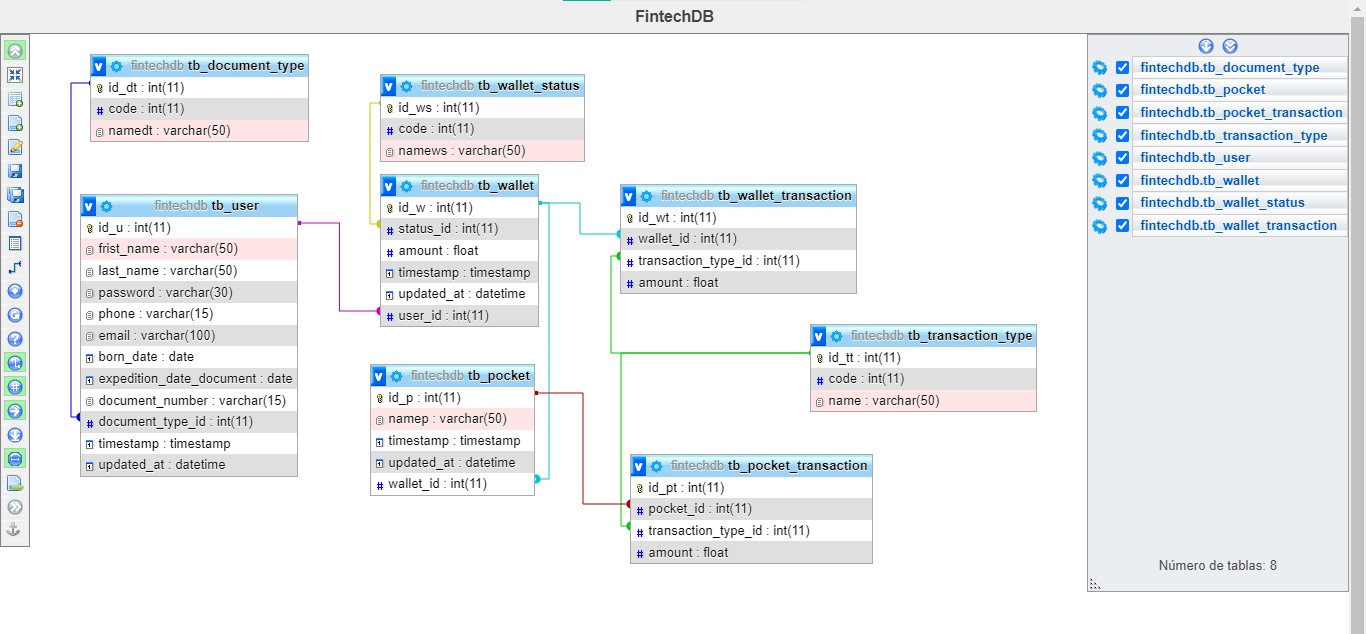 FintechDB
fintechdb tb_document_type
id_dt : int(11)
code : int(11)
namedt : varchar(50)
fintechdb tb_user
id_u : int(11)
frist_name : varchar(50)
last_name : varchar(50)
password : varchar(30)
phone : varchar(15)
email : varchar(100)
born_date : date
expedition_date_document : date
document_number : varchar(15)
document_type_id : int(11)
timestamp : timestamp
updated_at : datetime
fintechdb tb_wallet_status
id_ws : int(11)
code : int(11)
namews : varchar(50)
fintechdb tb_wallet
id_w : int(11)
status_id : int(11)
amount : float
timestamp : timestamp
updated_at : datetime
user_id : int(11)
fintechdb tb_pocket
id_p : int(11)
namep : varchar(50)
timestamp : timestamp
updated_at : datetime
wallet_id : int(11)
fintechdb tb_wallet_transaction
id_wt : int(11)
wallet_id : int(11)
transaction_type_id : int(11)
amount : float
fintechdb tb_transaction_type
id_tt : int(11)
code : int(11)
name : varchar(50)
fintechdb tb_pocket_transaction
id_pt : int(11)
pocket_id : int(11)
transaction_type_id : int(11)
amount : float
fintechdb.tb_document_type
fintechdb.tb_pocket
fintechdb.tb_pocket_transaction
fintechdb.tb_transaction_type
fintechdb.tb_user
fintechdb.tb_wallet
fintechdb.tb_wallet_status
fintechdb.tb_wallet_transaction
Número de tablas: 8